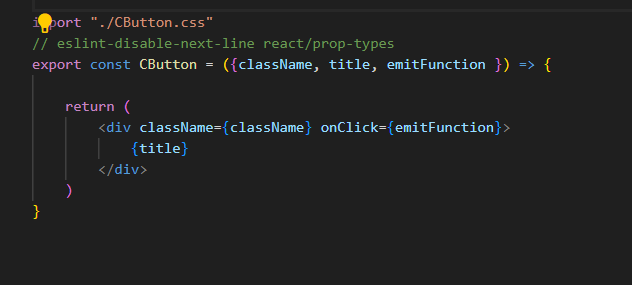 import "./CButton.css"
// eslint-disable-next-line react/prop-types
export const CButton = ({className, title, emitFunction }) => {
return (
<div className={className} onClick={emitFunction}>
{title}
</div>
)
}